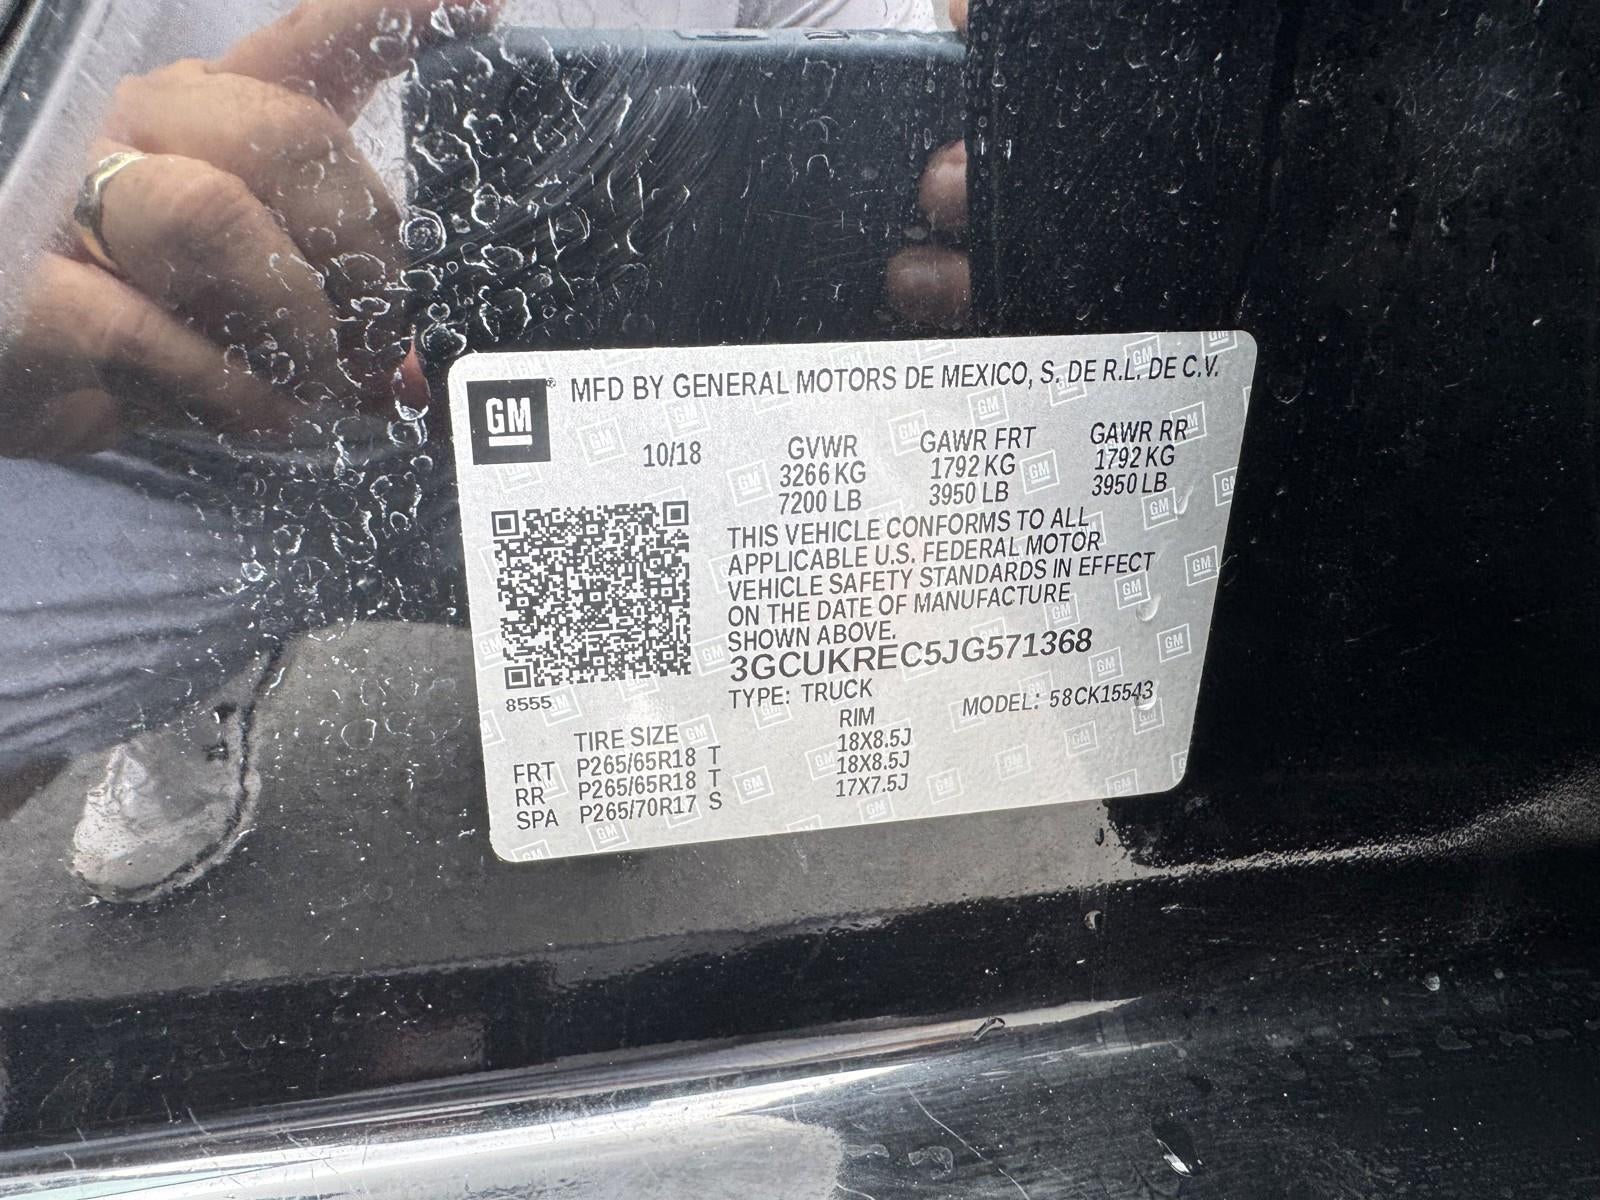 GM® MFD BY GENERAL MOTORS DE MEXICO, S. DE R.L. DE C.V.
10/18 GVWR GAWR FRT GAWR RR
3266 KG 1792 KG 1792 KG
7200 LB 3950 LB 3950 LB
THIS VEHICLE CONFORMS TO ALL
APPLICABLE U.S. FEDERAL MOTOR
VEHICLE SAFETY STANDARDS IN EFFECT
ON THE DATE OF MANUFACTURE
SHOWN ABOVE.
3GCUKREC5JG571368
8555
TYPE: TRUCK MODEL: 58CK15543
TIRE SIZE RIM
FRT P265/65R18 T 18X8.5J
RR P265/65R18 T 18X8.5J
SPA P265/70R17 S 17X7.5J